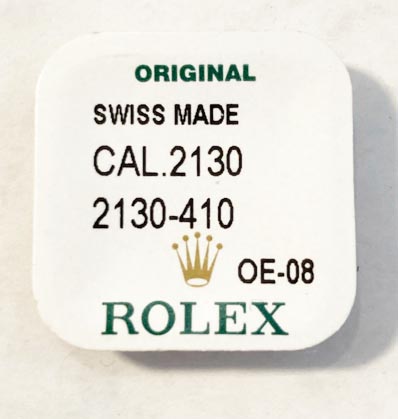 ORIGINAL
SWISS MADE
CAL.2130
2130-410
OE-08
ROLEX